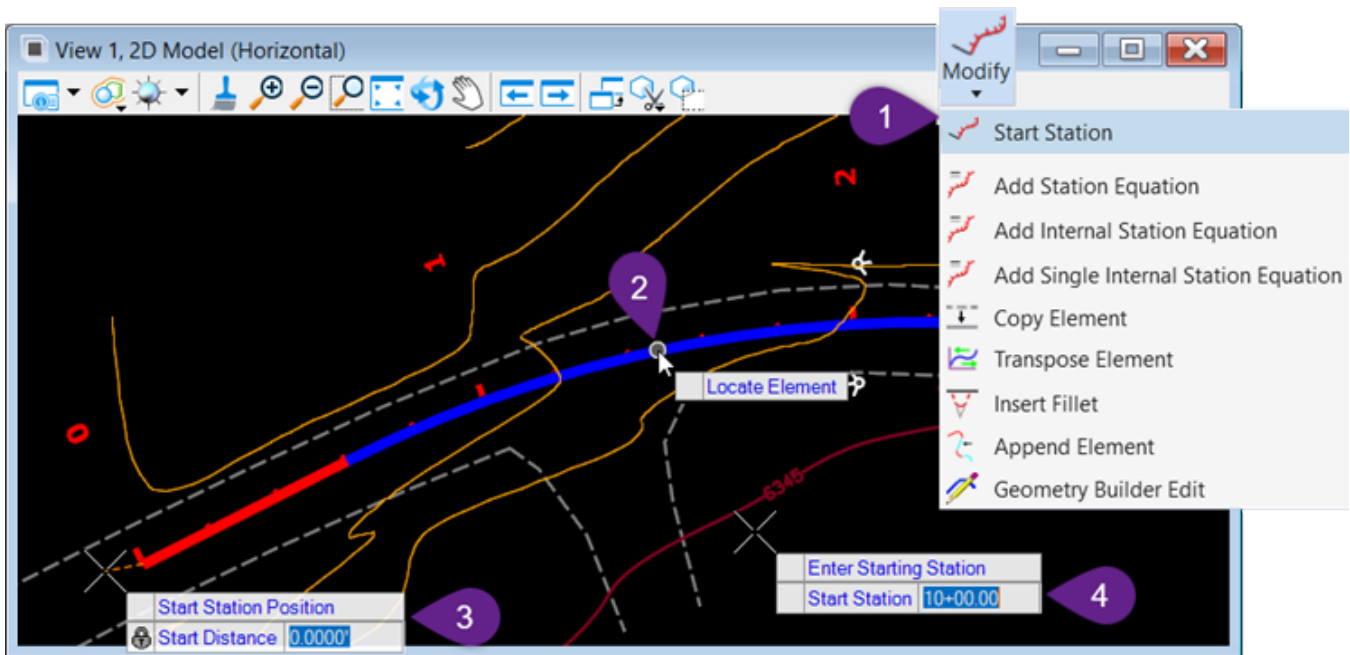 View 1, 2D Model (Horizontal)
Modify
1
Start Station
Add Station Equation
Add Internal Station Equation
Add Single Internal Station Equation
Copy Element
Transpose Element
Insert Fillet
Append Element
Geometry Builder Edit
2
1
2
Locate Element
0
6345
Enter Starting Station
Start Station 10+00.00
4
Start Station Position
Start Distance 0.0000'
3